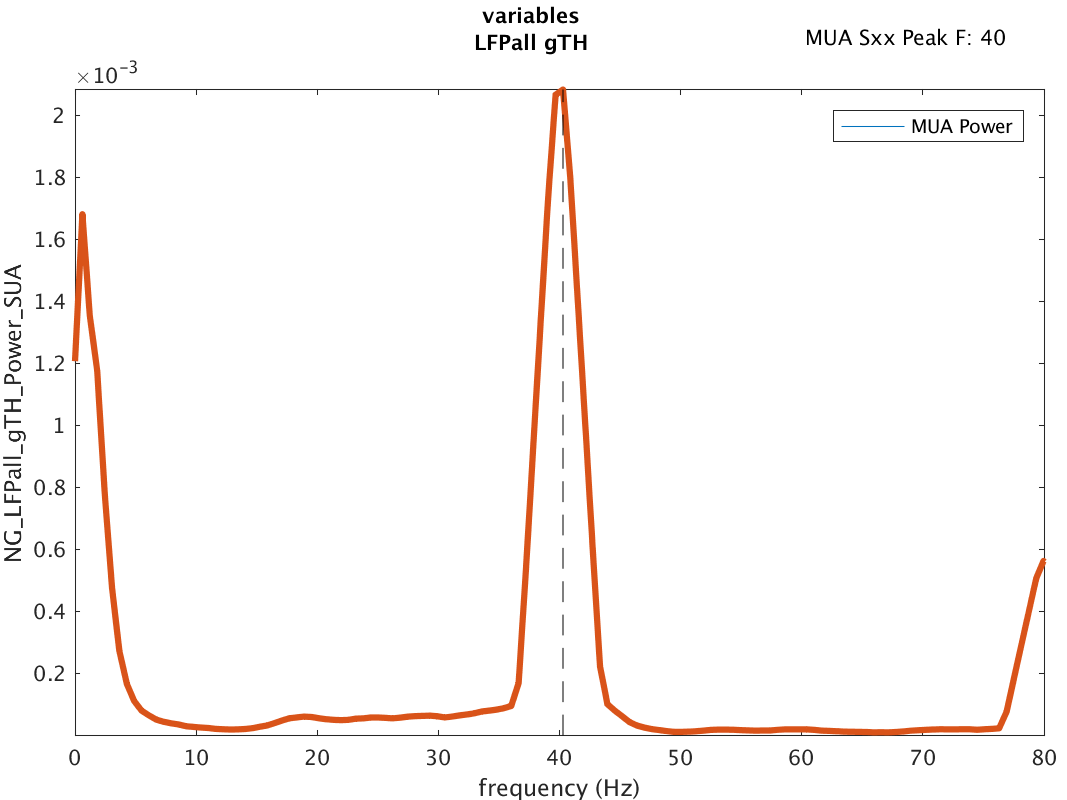 variables
LFPall gTH
MUA Sxx Peak F: 40
×10⁻³
MUA Power
2
1.8
1.6
1.4
1.2
1
0.8
0.6
0.4
0.2
NG_LFPall_gTH_Power_SUA
0 10 20 30 40 50 60 70 80
frequency (Hz)